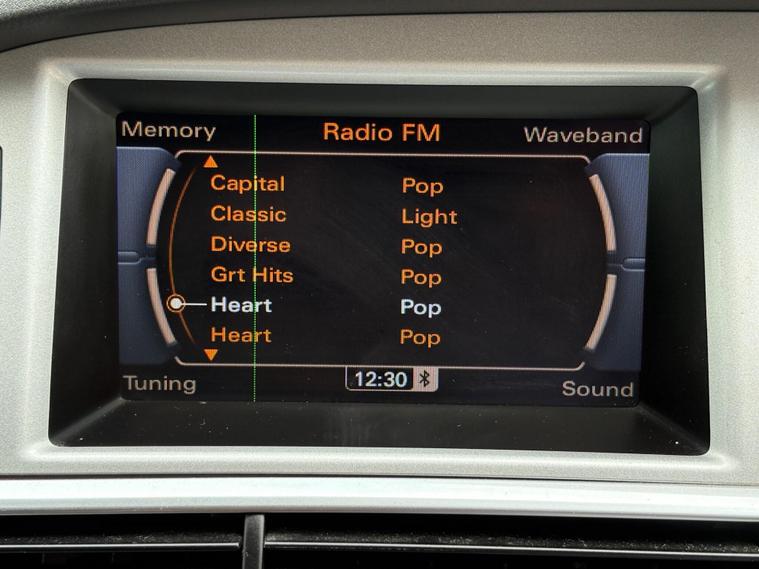 Memory Radio FM Waveband
Capital Pop
Classic Light
Diverse Pop
Grt Hits Pop
Heart Pop
Heart Pop
Tuning 12:30 Sound